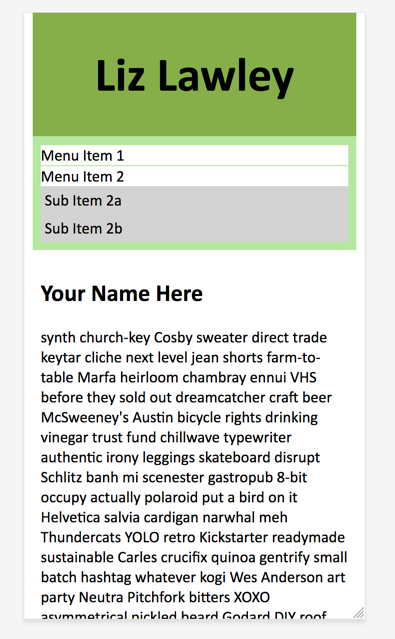 Liz Lawley
Menu Item 1
Menu Item 2
Sub Item 2a
Sub Item 2b
Your Name Here
synth church-key Cosby sweater direct trade
keytar cliche next level jean shorts farm-to-
table Marfa heirloom chambray ennui VHS
before they sold out dreamcatcher craft beer
McSweeney's Austin bicycle rights drinking
vinegar trust fund chillwave typewriter
authentic irony leggings skateboard disrupt
Schlitz banh mi scenester gastropub 8-bit
occupy actually polaroid put a bird on it
Helvetica salvia cardigan narwhal meh
Thundercats YOLO retro Kickstarter readymade
sustainable Carles crucifix quinoa gentrify small
batch hashtag whatever kogi Wes Anderson art
party Neutra Pitchfork bitters XOXO
asymmetrical pickled beard Godard DIY roof